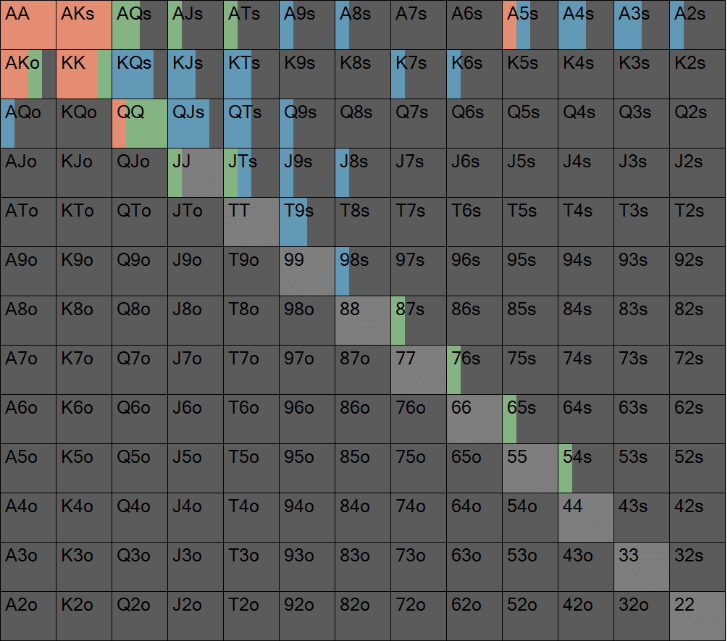 AA AKs AQs AJs ATs A9s A8s A7s A6s A5s A4s A3s A2s
AKo KK KQs KJs KTs K9s K8s K7s K6s K5s K4s K3s K2s
AQo KQo QQ QJs QTs Q9s Q8s Q7s Q6s Q5s Q4s Q3s Q2s
AJo KJo QJo JJ JTs J9s J8s J7s J6s J5s J4s J3s J2s
ATo KTo QTo JTo TT T9s T8s T7s T6s T5s T4s T3s T2s
A9o K9o Q9o J9o T9o 99 98s 97s 96s 95s 94s 93s 92s
A8o K8o Q8o J8o T8o 98o 88 87s 86s 85s 84s 83s 82s
A7o K7o Q7o J7o T7o 97o 87o 77 76s 75s 74s 73s 72s
A6o K6o Q6o J6o T6o 96o 86o 76o 66 65s 64s 63s 62s
A5o K5o Q5o J5o T5o 95o 85o 75o 65o 55 54s 53s 52s
A4o K4o Q4o J4o T4o 94o 84o 74o 64o 54o 44 43s 42s
A3o K3o Q3o J3o T3o 93o 83o 73o 63o 53o 43o 33 32s
A2o K2o Q2o J2o T2o 92o 82o 72o 62o 52o 42o 32o 22